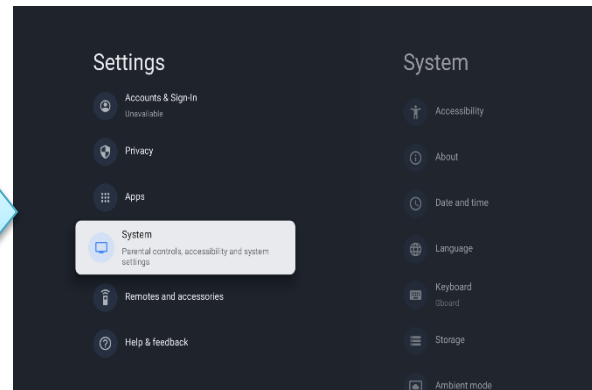 Settings
Accounts & Sign-In
Unavailable
Privacy
Apps
System
Parental controls, accessibility and system
settings
Remotes and accessories
Help & feedback
System
Accessibility
About
Date and time
Language
Keyboard
Gboard
Storage
Ambient mode